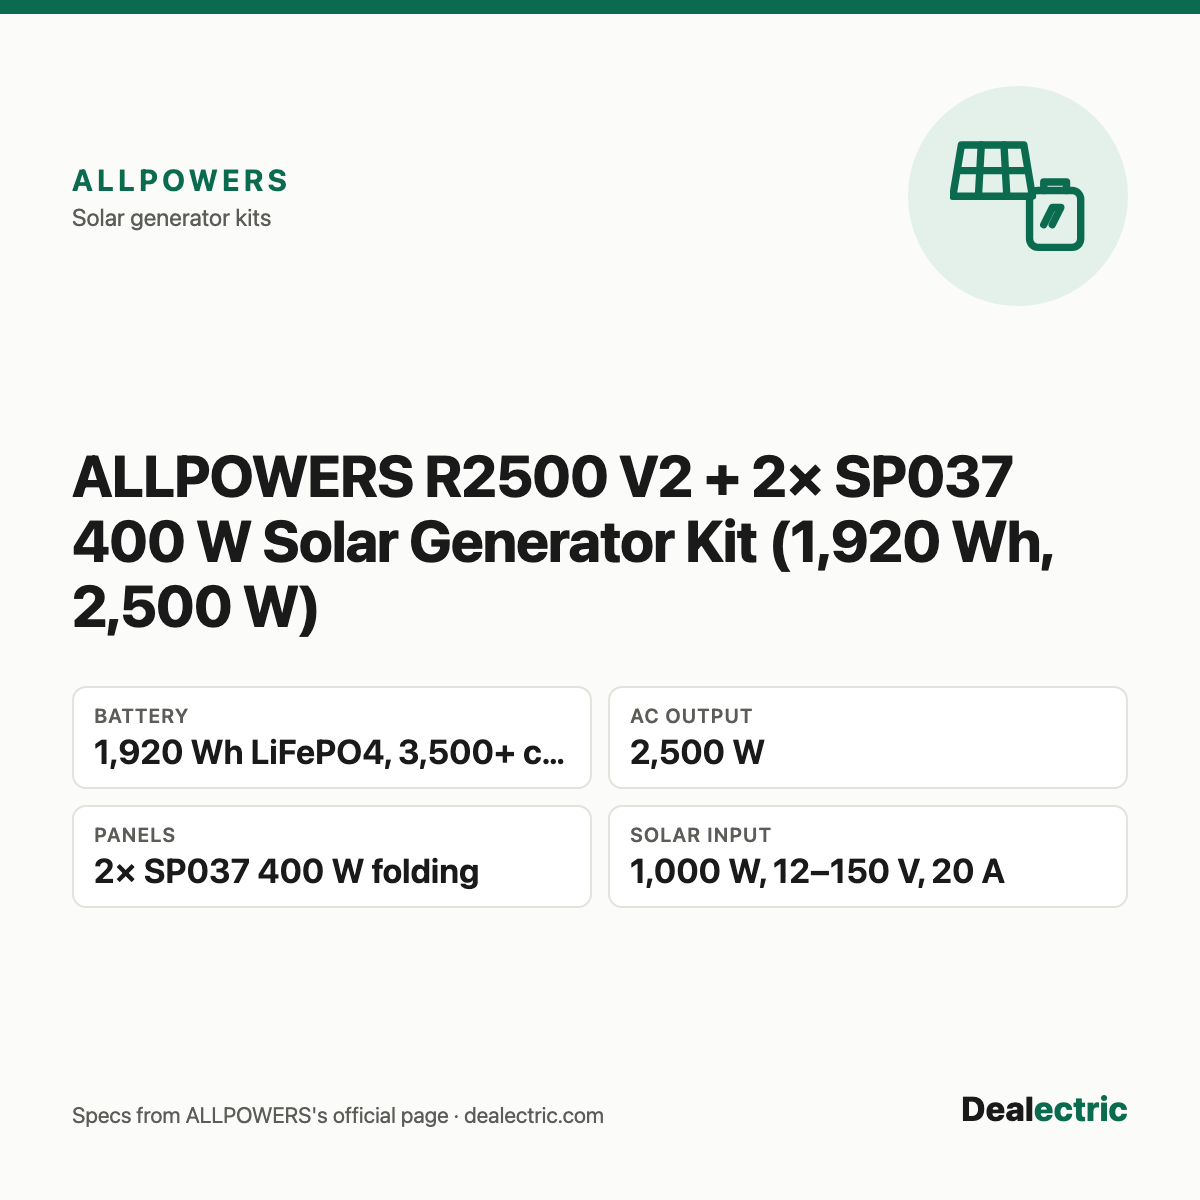 ALLPOWERS
Solar generator kits
ALLPOWERS R2500 V2 + 2× SP037
400 W Solar Generator Kit (1,920 Wh,
2,500 W)
BATTERY
1,920 Wh LiFePO4, 3,500+ c...
AC OUTPUT
2,500 W
PANELS
2× SP037 400 W folding
SOLAR INPUT
1,000 W, 12–150 V, 20 A
Specs from ALLPOWERS's official page · dealectric.com
Dealectric